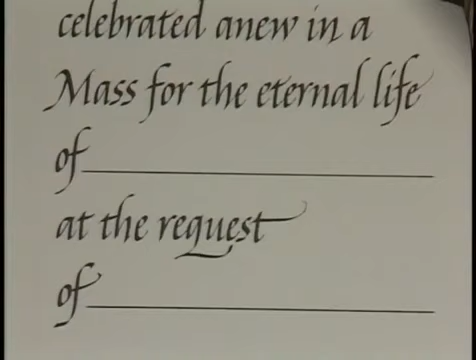 celebrated anew in a
Mass for the eternal life
of
at the request
of